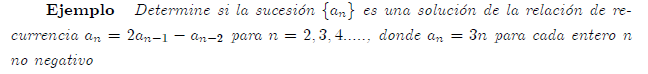 Ejemplo Determine si la sucesión {aₙ} es una solución de la relación de re-
currencia aₙ = 2aₙ₋₁ − aₙ₋₂ para n = 2, 3, 4....., donde aₙ = 3n para cada entero n
no negativo